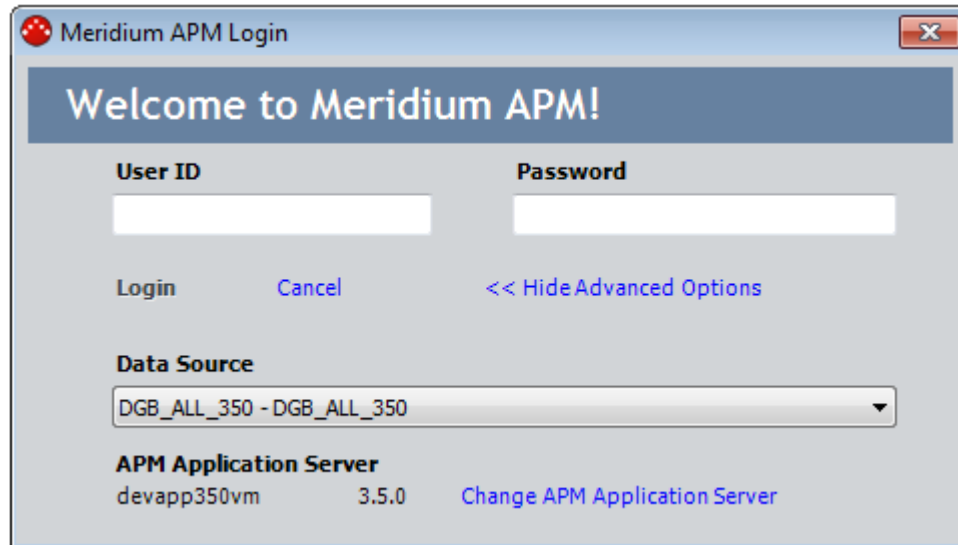 Meridium APM Login
Welcome to Meridium APM!
User ID Password
Login Cancel << Hide Advanced Options
Data Source
DGB_ALL_350 - DGB_ALL_350
APM Application Server
devapp350vm 3.5.0 Change APM Application Server